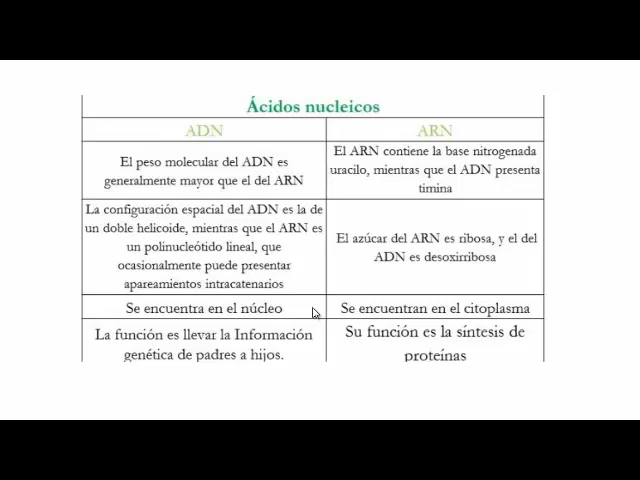 Ácidos nucleicos
ADN
ARN
El peso molecular del ADN es
generalmente mayor que el del ARN
El ARN contiene la base nitrogenada
uracilo, mientras que el ADN presenta
timina
La configuración espacial del ADN es la de
un doble helicoide, mientras que el ARN es
un polinucleótido lineal, que
ocasionalmente puede presentar
apareamientos intracatenarios
El azúcar del ARN es ribosa, y el del
ADN es desoxirribosa
Se encuentra en el núcleo
Se encuentran en el citoplasma
La función es llevar la Información
genética de padres a hijos.
Su función es la síntesis de
proteínas